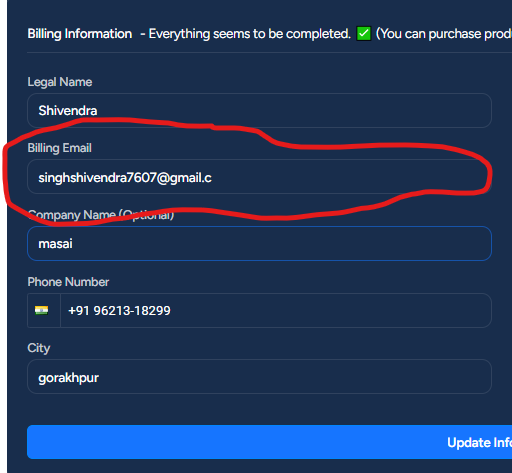 Billing Information - Everything seems to be completed. ✅ (You can purchase prod
Legal Name
Shivendra
Billing Email
singhshivendra7607@gmail.c
Company Name (Optional)
masai
Phone Number
+91 96213-18299
City
gorakhpur
Update Info